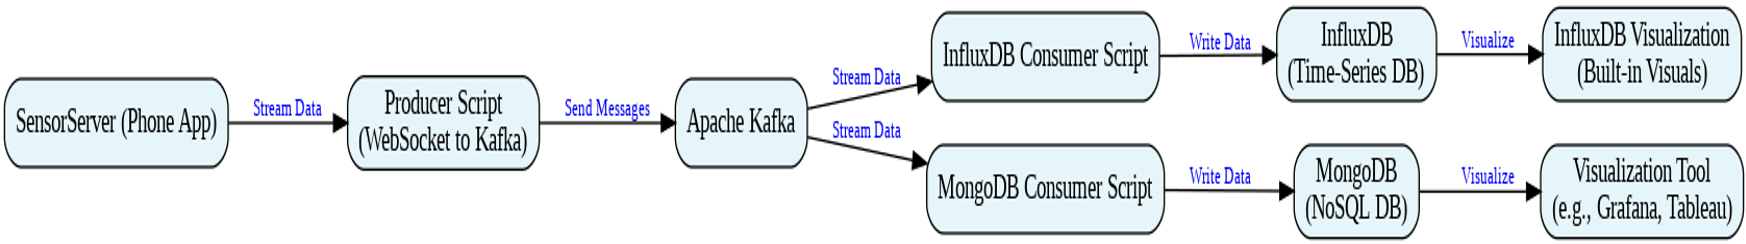 SensorServer (Phone App)
Stream Data
Producer Script
(WebSocket to Kafka)
Send Messages
Apache Kafka
Stream Data
InfluxDB Consumer Script
Write Data
InfluxDB
(Time-Series DB)
Visualize
InfluxDB Visualization
(Built-in Visuals)
Stream Data
MongoDB Consumer Script
Write Data
MongoDB
(NoSQL DB)
Visualize
Visualization Tool
(e.g., Grafana, Tableau)